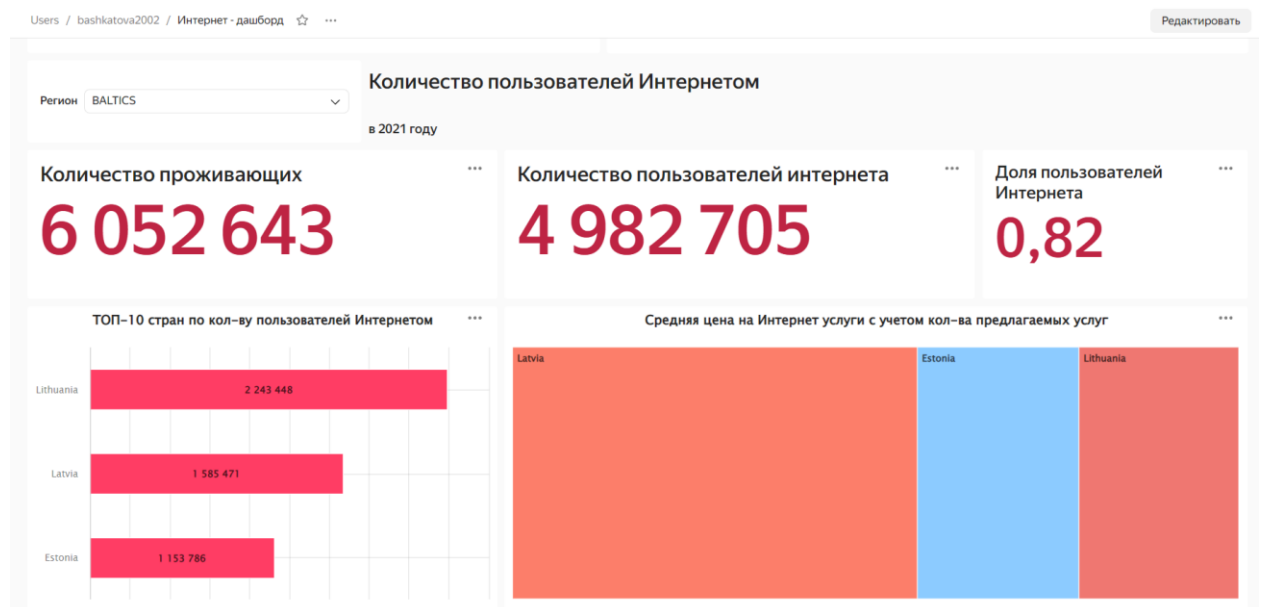 Users / bashkatova2002 / Интернет - дашборд
Редактировать
Регион BALTICS
Количество пользователей Интернетом
в 2021 году
Количество проживающих
6 052 643
Количество пользователей интернета
4 982 705
Доля пользователей
Интернета
0,82
ТОП-10 стран по кол-ву пользователей Интернетом
Lithuania
2 243 448
Latvia
1 585 471
Estonia
1 153 786
Средняя цена на Интернет услуги с учетом кол-ва предлагаемых услуг
Latvia
Estonia
Lithuania